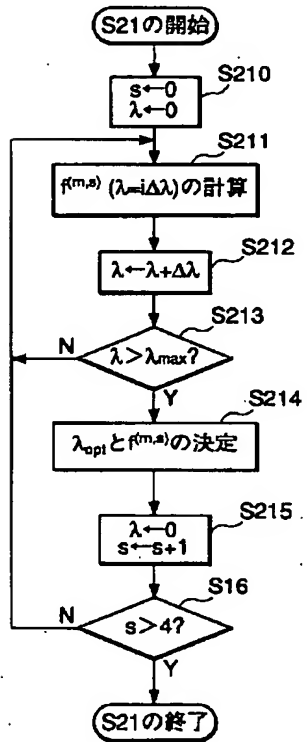 S21の開始
S210
s←0
λ←0
S211
f(m,s) (λ=iΔλ)の計算
S212
λ←λ+Δλ
S213
N
λ>λmax?
Y
S214
λoptとf(m,s)の決定
S215
λ←0
s←s+1
S16
N
s>4?
Y
S21の終了